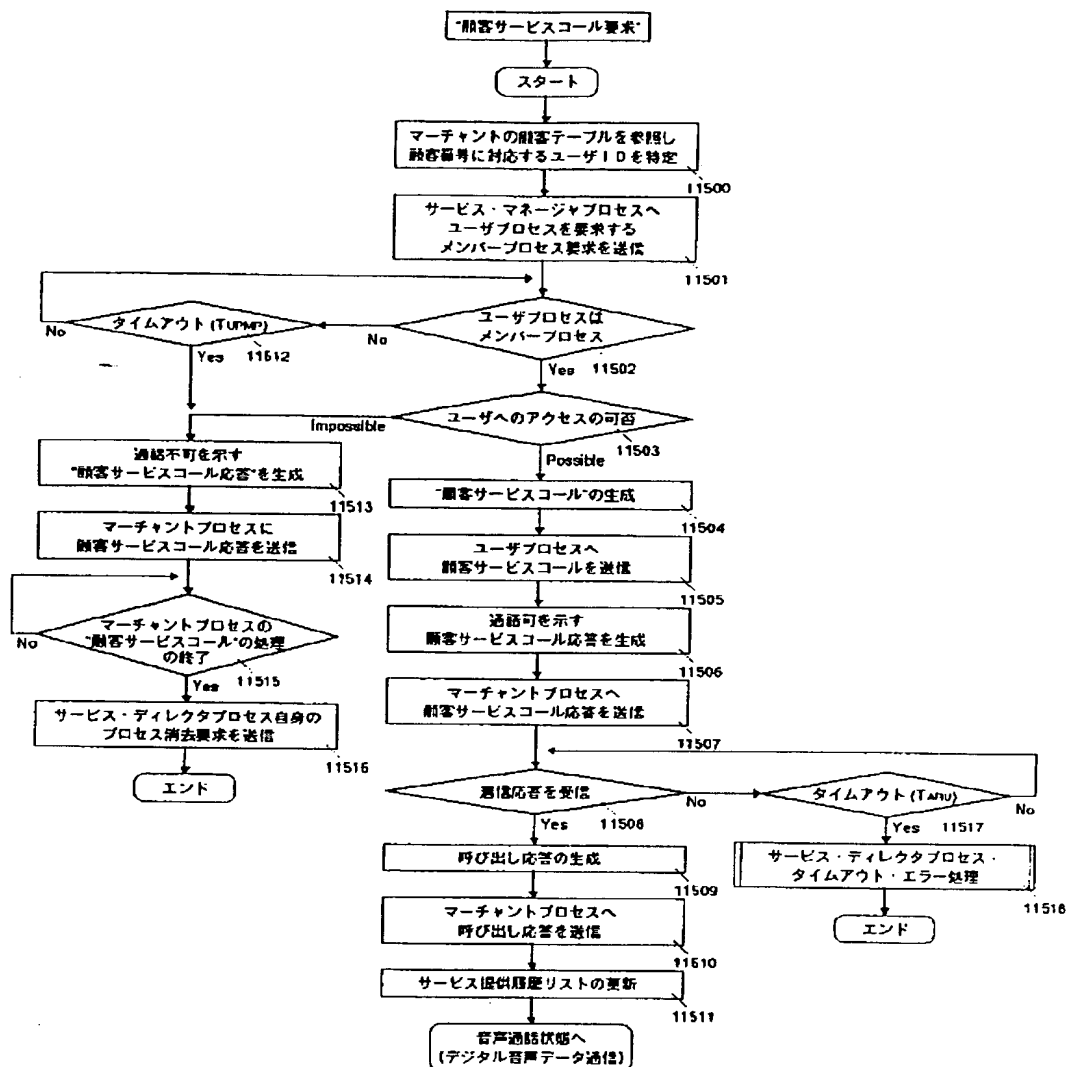 "顧客サービスコール要求"
スタート
マーチャントの顧客テーブルを参照し
顧客番号に対応するユーザIDを特定
11500
サービス・マネージャプロセスへ
ユーザプロセスを要求する
メンバープロセス要求を送信
11501
ユーザプロセスは
メンバープロセス
No
Yes
11502
タイムアウト(TUPMP)
No
Yes
11512
ユーザへのアクセスの可否
Impossible
Possible
11503
通話不可を示す
"顧客サービスコール応答"を生成
11513
マーチャントプロセスに
顧客サービスコール応答を送信
11514
マーチャントプロセスの
"顧客サービスコール"の処理
の終了
No
Yes
11515
サービス・ディレクタプロセス自身の
プロセス消去要求を送信
11516
エンド
"顧客サービスコール"の生成
11504
ユーザプロセスへ
顧客サービスコールを送信
11505
通話可を示す
顧客サービスコール応答を生成
11506
マーチャントプロセスへ
顧客サービスコール応答を送信
11507
着信応答を受信
No
Yes
11508
タイムアウト(TARU)
No
Yes
11517
サービス・ディレクタプロセス・
タイムアウト・エラー処理
11518
エンド
呼び出し応答の生成
11509
マーチャントプロセスへ
呼び出し応答を送信
11510
サービス提供履歴リストの更新
11511
音声通話状態へ
(デジタル音声データ通信)